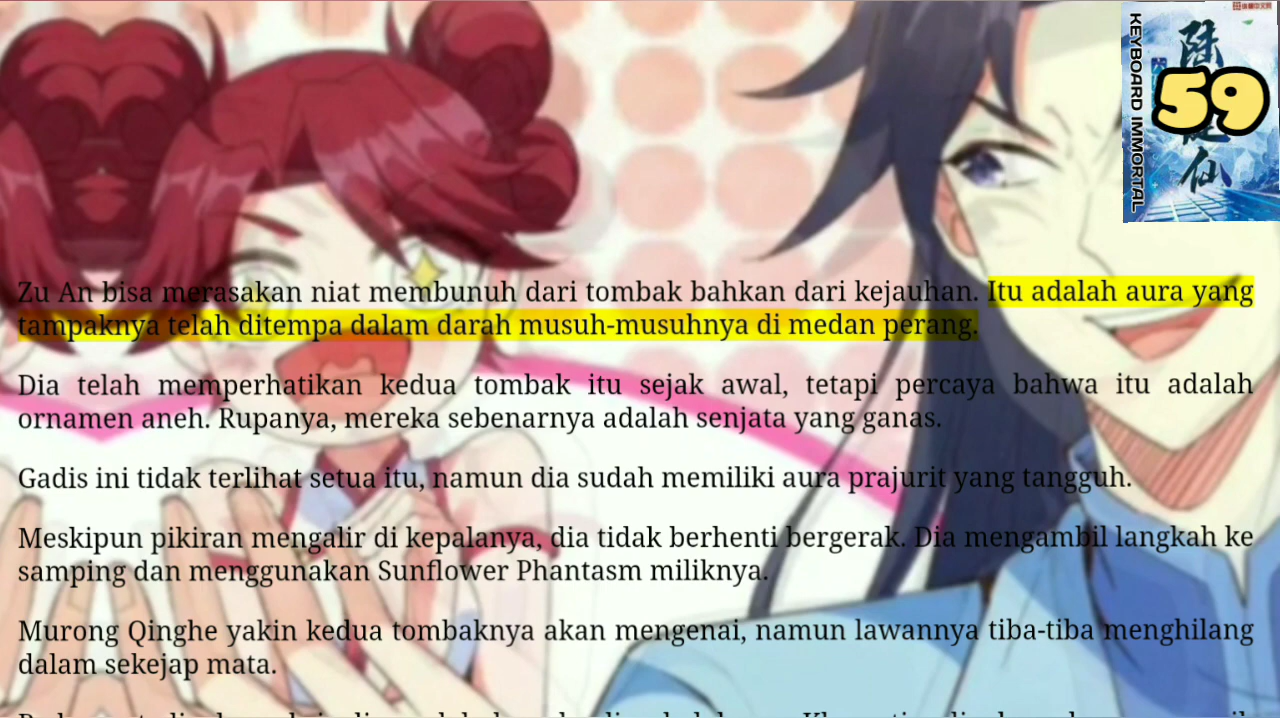 KEYBOARD IMMORTAL
59
仙
Zu An bisa merasakan niat membunuh dari tombak bahkan dari kejauhan. Itu adalah aura yang
tampaknya telah ditempa dalam darah musuh-musuhnya di medan perang.
Dia telah memperhatikan kedua tombak itu sejak awal, tetapi percaya bahwa itu adalah
ornamen aneh. Rupanya, mereka sebenarnya adalah senjata yang ganas.
Gadis ini tidak terlihat setua itu, namun dia sudah memiliki aura prajurit yang tangguh.
Meskipun pikiran mengalir di kepalanya, dia tidak berhenti bergerak. Dia mengambil langkah ke
samping dan menggunakan Sunflower Phantasm miliknya.
Murong Qinghe yakin kedua tombaknya akan mengenai, namun lawannya tiba-tiba menghilang
dalam sekejap mata.